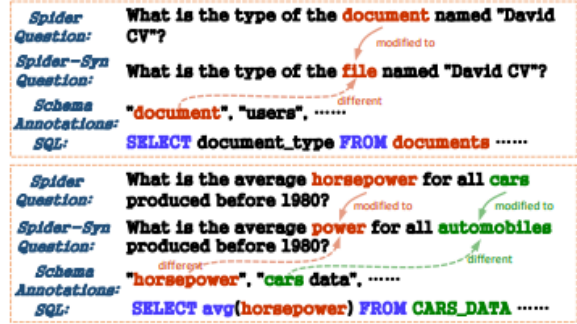 Spider Question: What is the type of the document named "David CV"?
modified to
Spider-Syn Question: What is the type of the file named "David CV"?
different
Schema Annotations: "document", "users", ......
SQL: SELECT document_type FROM documents ......
Spider Question: What is the average horsepower for all cars produced before 1980?
modified to modified to
Spider-Syn Question: What is the average power for all automobiles produced before 1980?
different different
Schema Annotations: "horsepower", "cars data", ......
SQL: SELECT avg(horsepower) FROM CARS_DATA ......